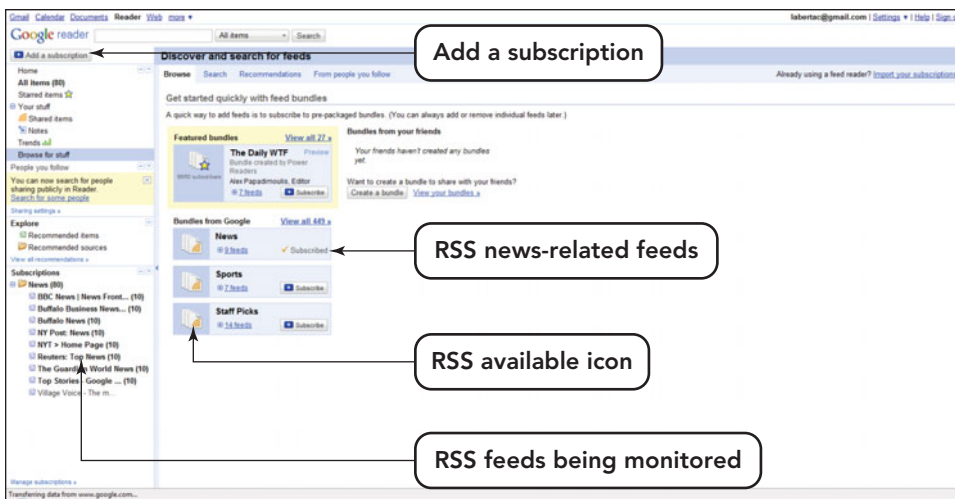 Gmail Calendar Documents Reader Web more ▾
labertac@gmail.com | Settings ▾ | Help | Sign
Google reader
All items
Search
Add a subscription
Add a subscription
Discover and search for feeds
Home
All items (80)
Starred items
Your stuff
Shared items
Notes
Trends
Browse for stuff
People you follow
You can now search for people
sharing publicly in Reader.
Search for some people
Sharing settings »
Explore
Recommended items
Recommended sources
View all recommendations »
Subscriptions
News (80)
BBC News | News Front... (10)
Buffalo Business News... (10)
Buffalo News (10)
NY Post: News (10)
NYT > Home Page (10)
Reuters: Top News (10)
The Guardian World News (10)
Top Stories - Google ... (10)
Village Voice - The m...
Manage subscriptions »
Transferring data from www.google.com...
Browse Search Recommendations From people you follow
Already using a feed reader? Import your subscriptions
Get started quickly with feed bundles
A quick way to add feeds is to subscribe to pre-packaged bundles. (You can always add or remove individual feeds later.)
Featured bundles View all 27 »
The Daily WTF Preview
Bundle created by Power
Readers
Alex Papadimoulis, Editor
7 feeds Subscribe
Bundles from your friends
Your friends haven't created any bundles
yet.
Want to create a bundle to share with your friends?
Create a bundle View your bundles »
Bundles from Google View all 449 »
News
9 feeds Subscribed
Sports
7 feeds Subscribe
Staff Picks
14 feeds Subscribe
RSS news-related feeds
RSS available icon
RSS feeds being monitored